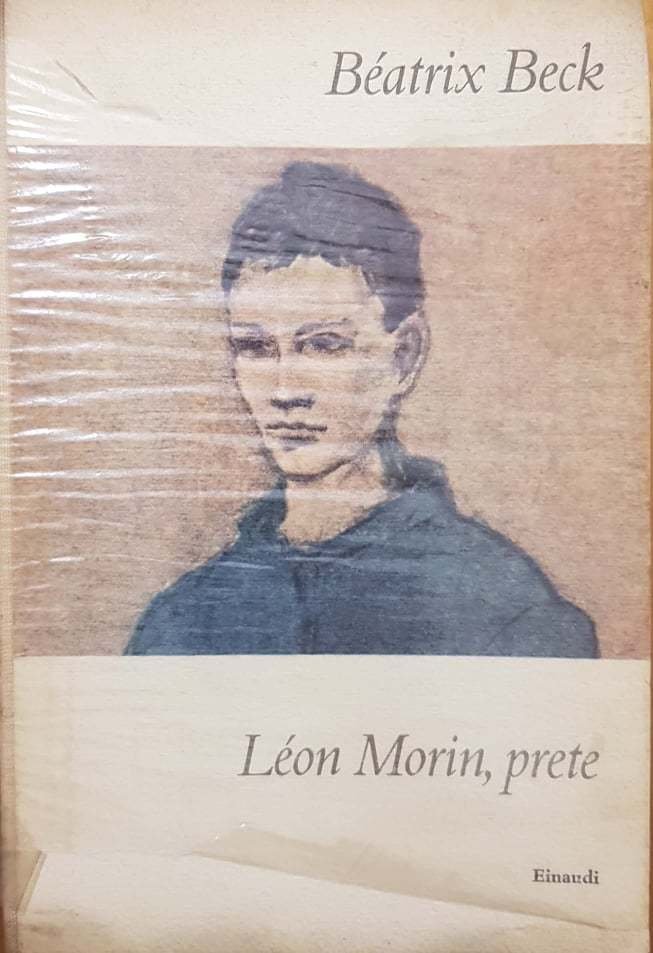 Béatrix Beck
Léon Morin, prete
Einaudi